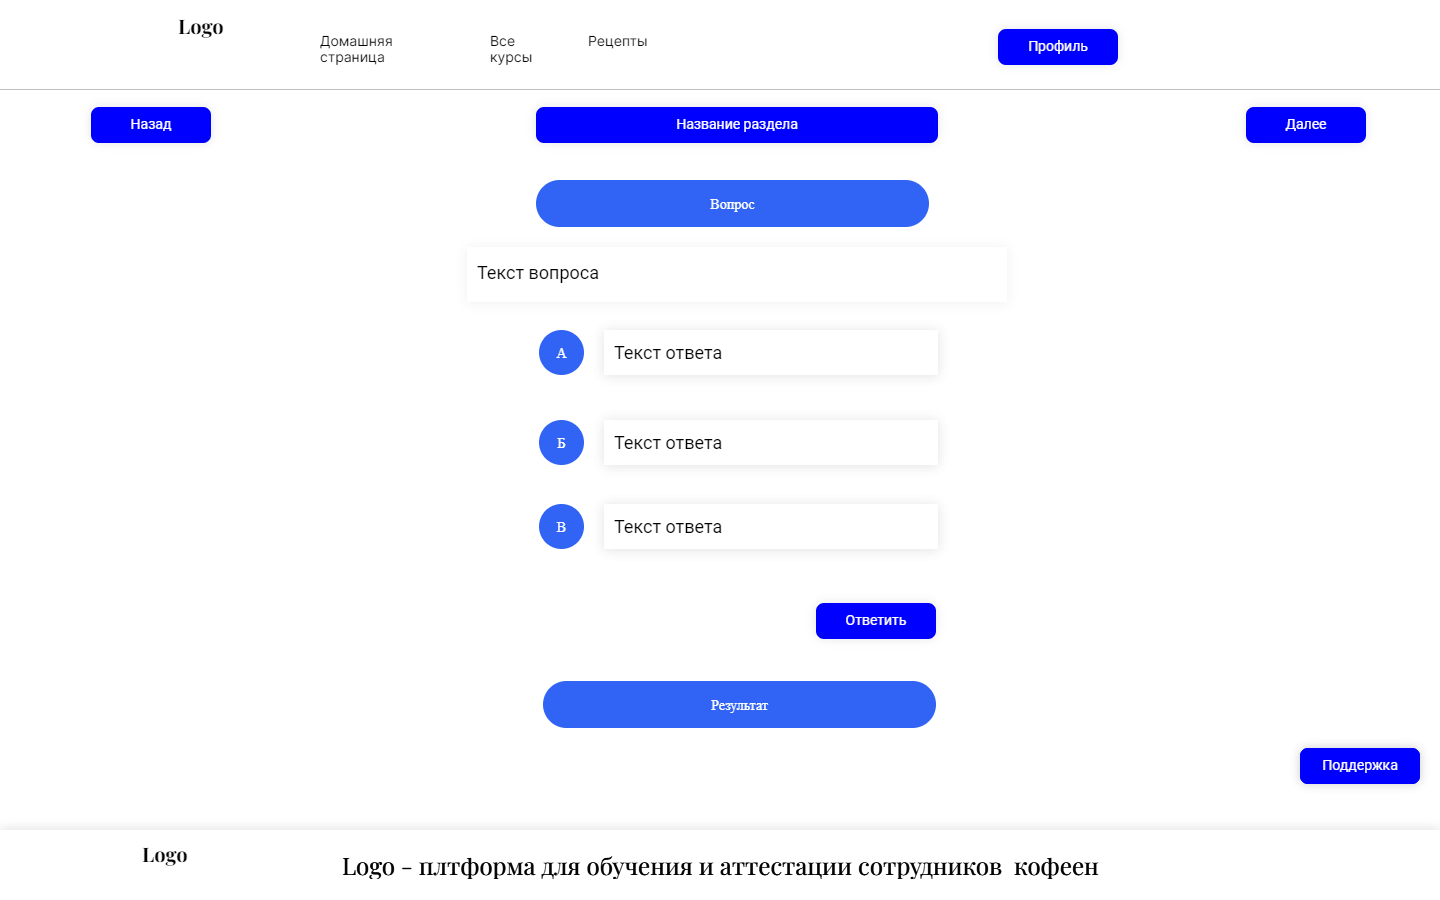 Logo
Домашняя
страница
Все
курсы
Рецепты
Профиль
Назад
Название раздела
Далее
Вопрос
Текст вопроса
А
Текст ответа
Б
Текст ответа
В
Текст ответа
Ответить
Результат
Поддержка
Logo
Logo - плтформа для обучения и аттестации сотрудников кофеен